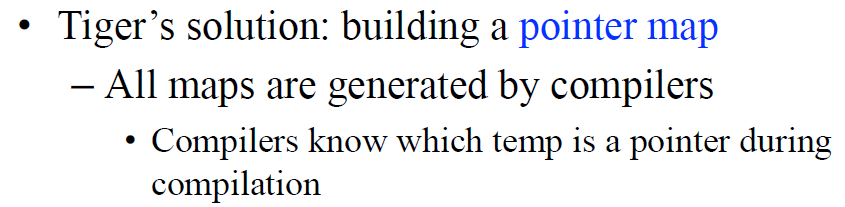 • Tiger's solution: building a pointer map
– All maps are generated by compilers
• Compilers know which temp is a pointer during
compilation